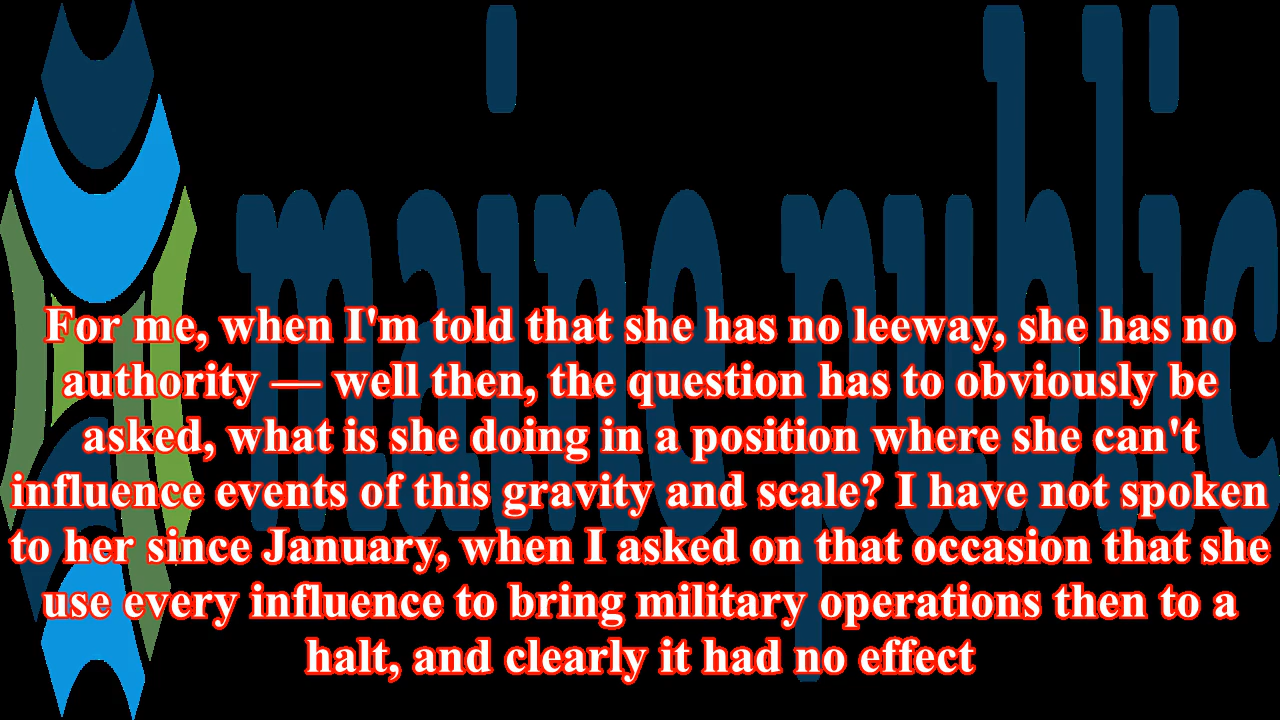 maine public
For me, when I'm told that she has no leeway, she has no
authority — well then, the question has to obviously be
asked, what is she doing in a position where she can't
influence events of this gravity and scale? I have not spoken
to her since January, when I asked on that occasion that she
use every influence to bring military operations then to a
halt, and clearly it had no effect